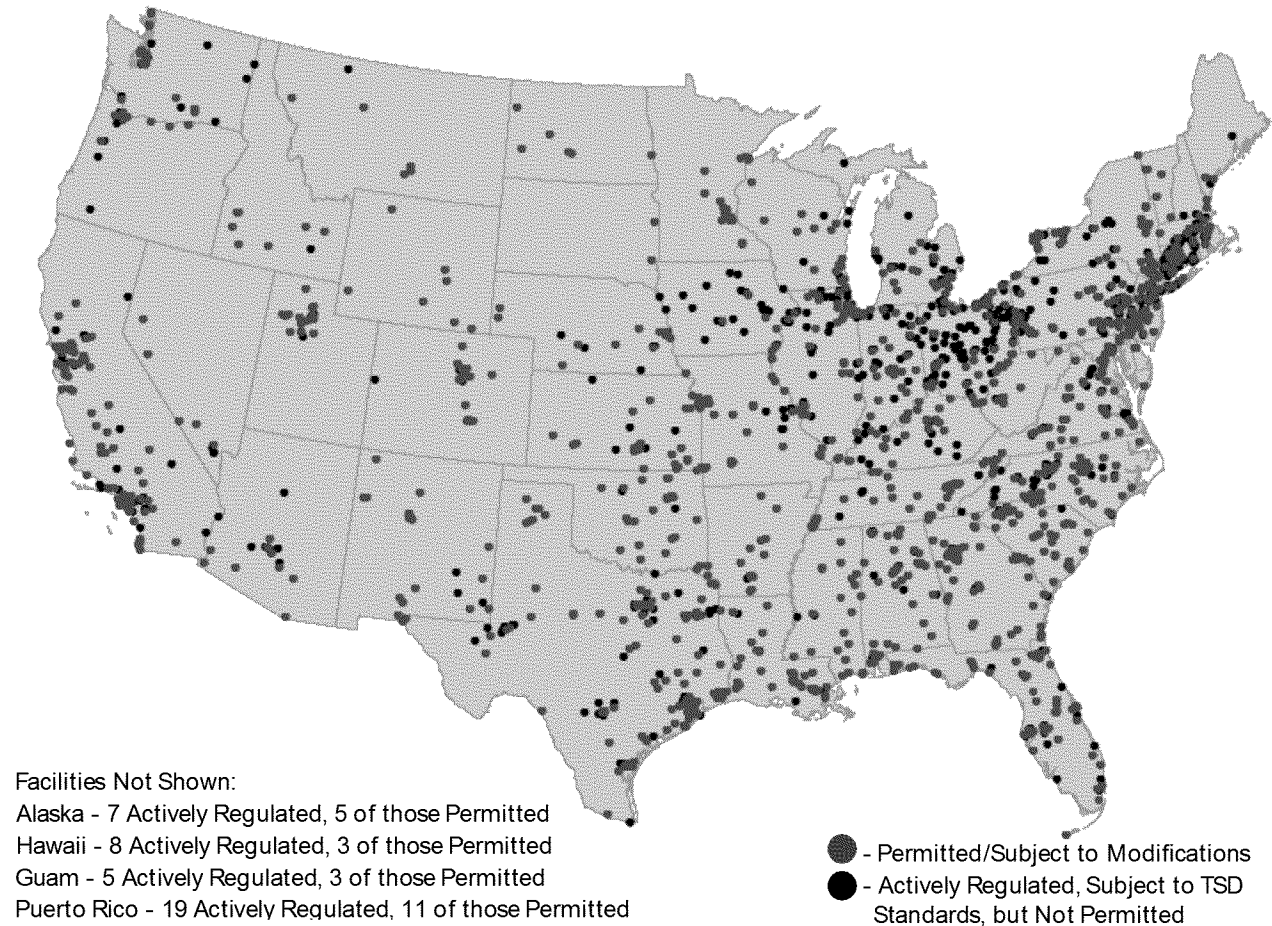 Facilities Not Shown:
Alaska - 7 Actively Regulated, 5 of those Permitted
Hawaii - 8 Actively Regulated, 3 of those Permitted
Guam - 5 Actively Regulated, 3 of those Permitted
Puerto Rico - 19 Actively Regulated, 11 of those Permitted
- Permitted/Subject to Modifications
- Actively Regulated, Subject to TSD
Standards, but Not Permitted